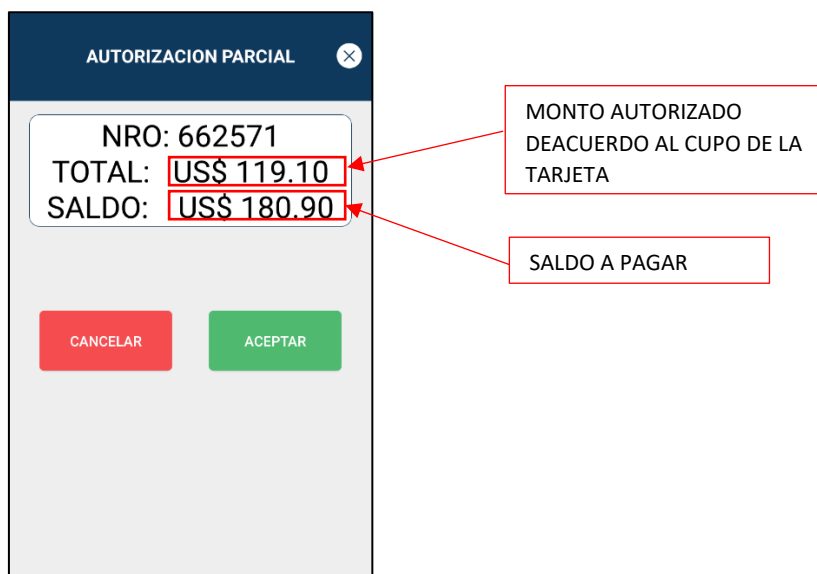 AUTORIZACION PARCIAL
NRO: 662571
TOTAL: US$ 119.10
SALDO: US$ 180.90
CANCELAR
ACEPTAR
MONTO AUTORIZADO
DEACUERDO AL CUPO DE LA
TARJETA
SALDO A PAGAR